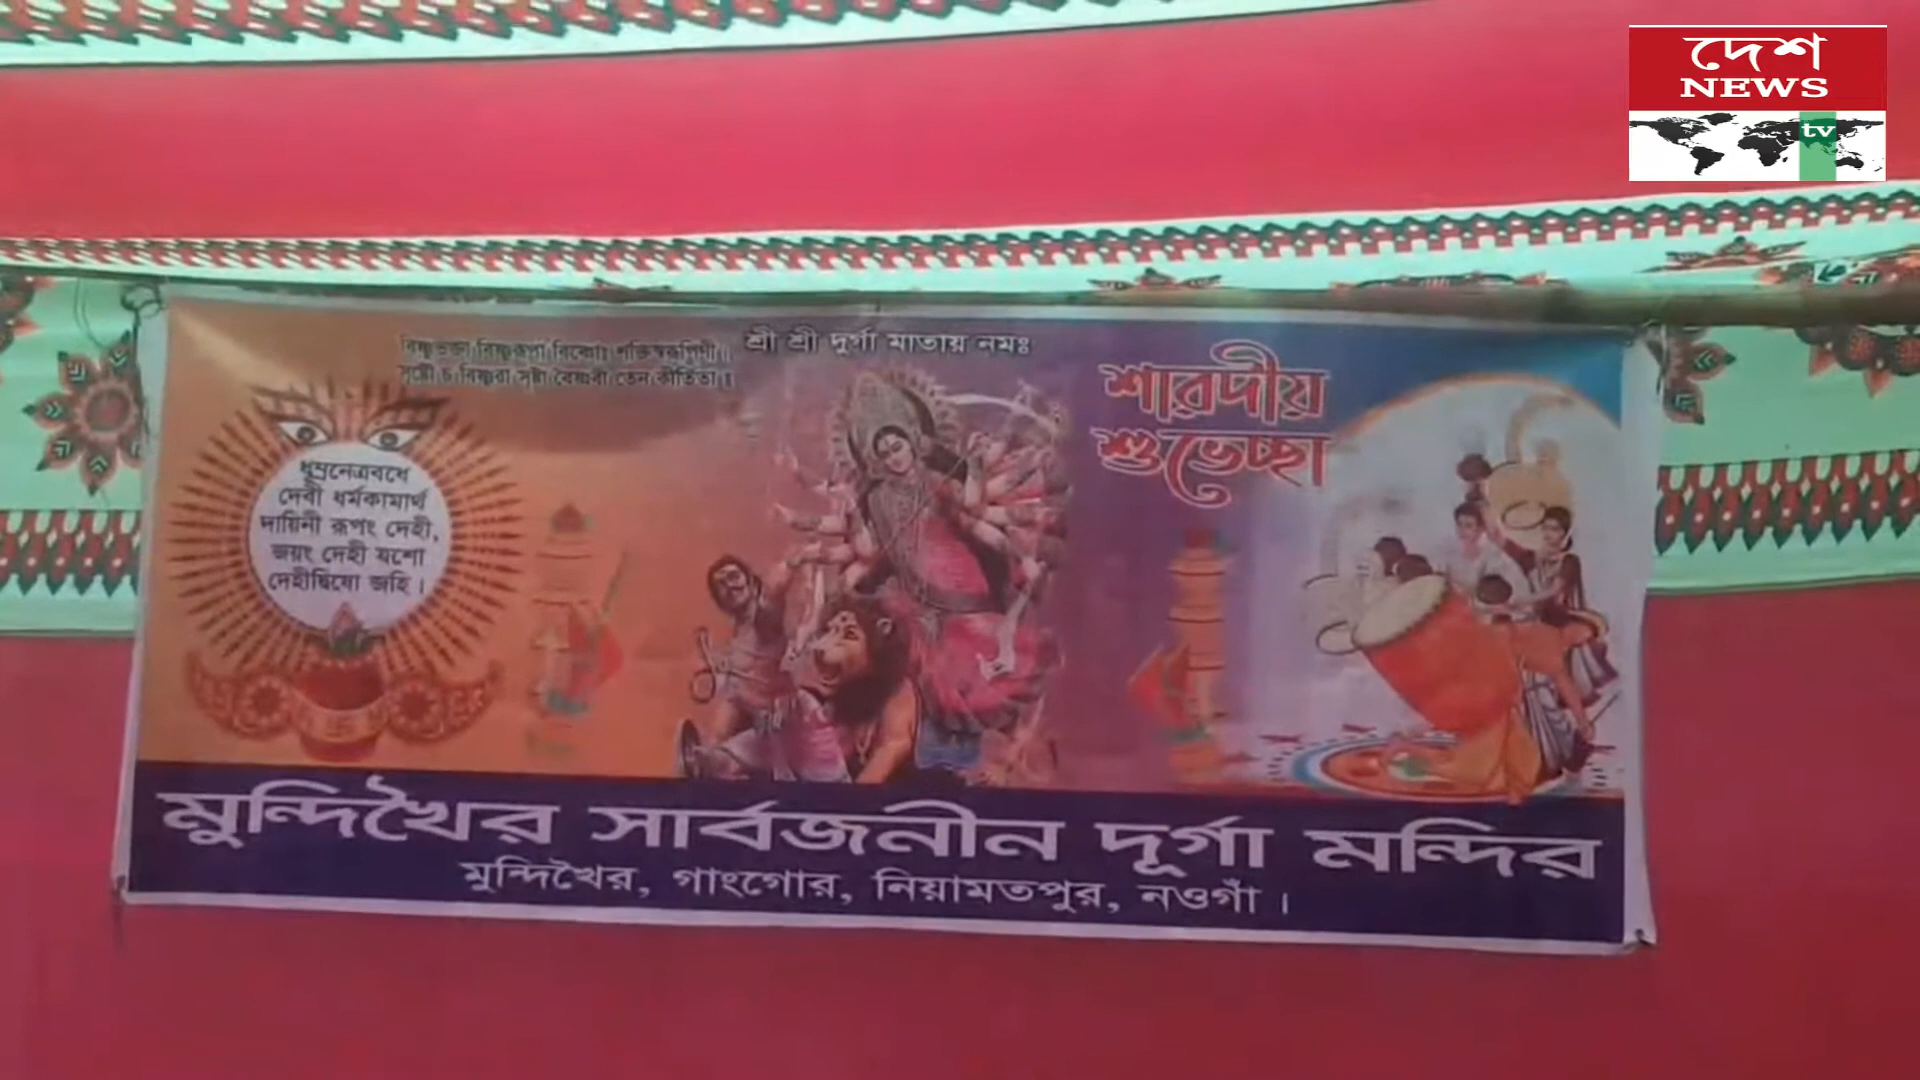 দেশ
NEWS
tv
শ্রী শ্রী দুর্গা মাতায় নমঃ
শারদীয়
শুভেচ্ছা
ধূম্রনেত্রবধে
দেবী ধর্মকামার্থ
দায়িনী রূপং দেহী,
জয়ং দেহী যশো
দেহীদ্বিষো জহি।
মুন্দিখৈর সার্বজনীন দূর্গা মন্দির
মুন্দিখৈর, গাংগোর, নিয়ামতপুর, নওগাঁ।